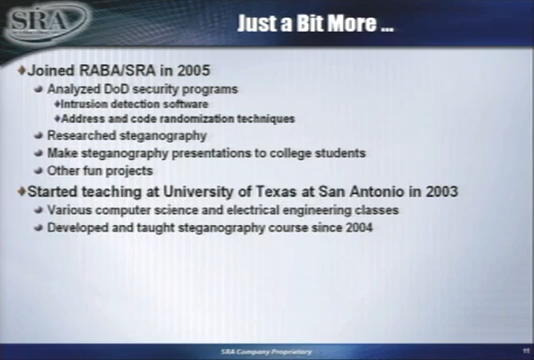 SRA
Just a Bit More ...
Joined RABA/SRA in 2005
Analyzed DoD security programs
Intrusion detection software
Address and code randomization techniques
Researched steganography
Make steganography presentations to college students
Other fun projects
Started teaching at University of Texas at San Antonio in 2003
Various computer science and electrical engineering classes
Developed and taught steganography course since 2004
SRA Company Proprietary